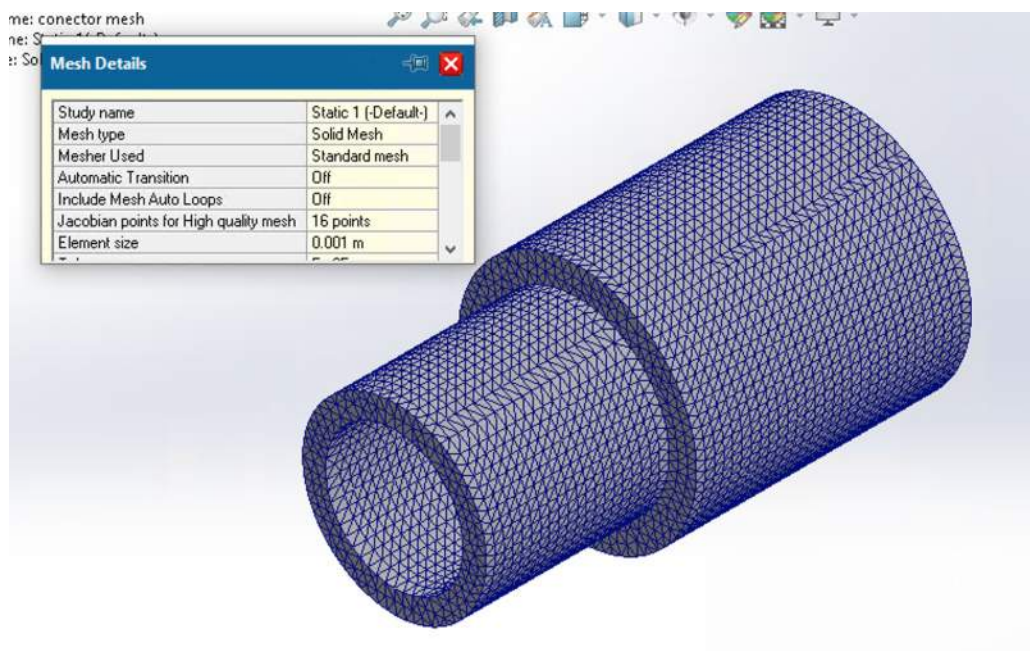 me: conector mesh
Mesh Details
Study name Static 1 (-Default-)
Mesh type Solid Mesh
Mesher Used Standard mesh
Automatic Transition Off
Include Mesh Auto Loops Off
Jacobian points for High quality mesh 16 points
Element size 0.001 m